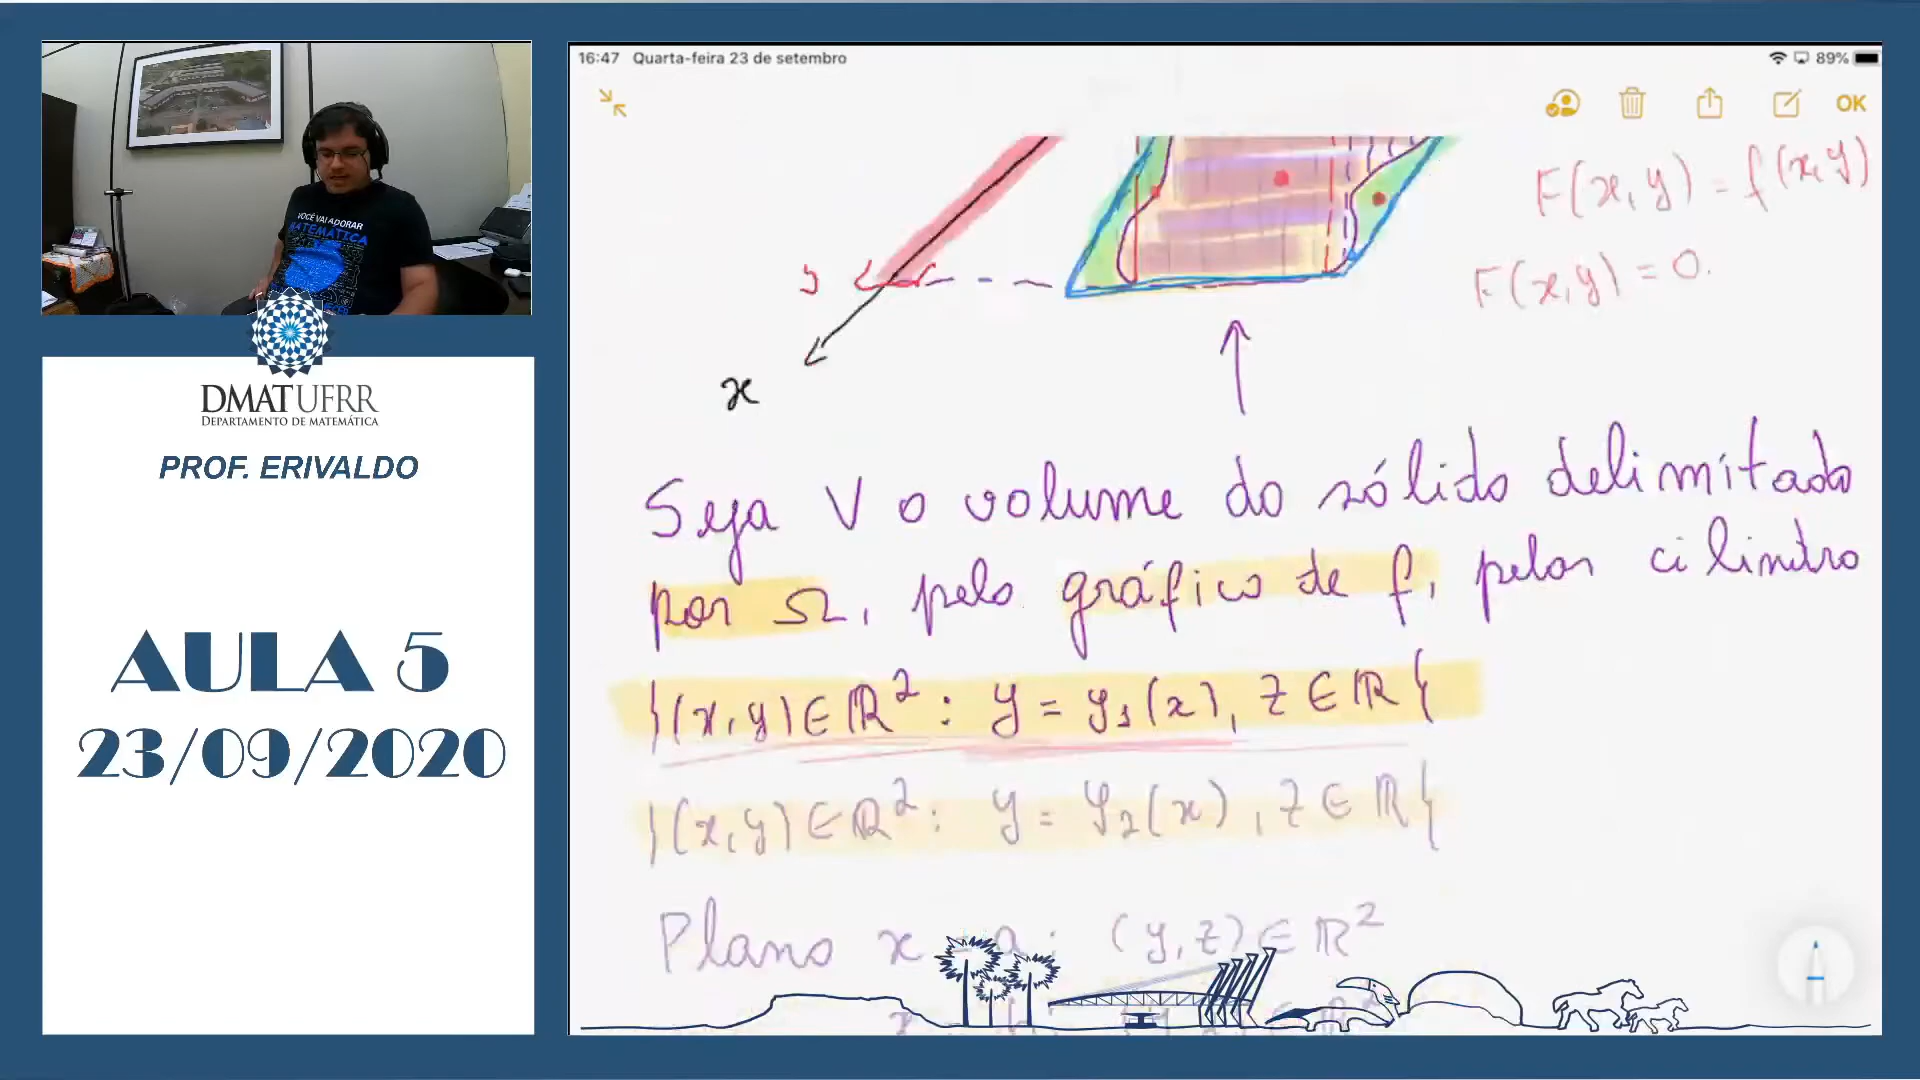 16:47 Quarta-feira 23 de setembro
89%
OK
F(x,y) = f(x,y)
F(x,y) = 0.
x
VOCÊ VAI ADORAR
MATEMÁTICA
DMAT UFRR
DEPARTAMENTO DE MATEMÁTICA
PROF. ERIVALDO
AULA 5
23/09/2020
Seja V o volume do sólido delimitado
por Ω, pelo gráfico de f, pelos cilindro
{(x,y)∈ℝ²: y = y₁(x), z∈ℝ}
{(x,y)∈ℝ²: y = y₂(x), z∈ℝ}
Plano x = a: (y,z)∈ℝ²